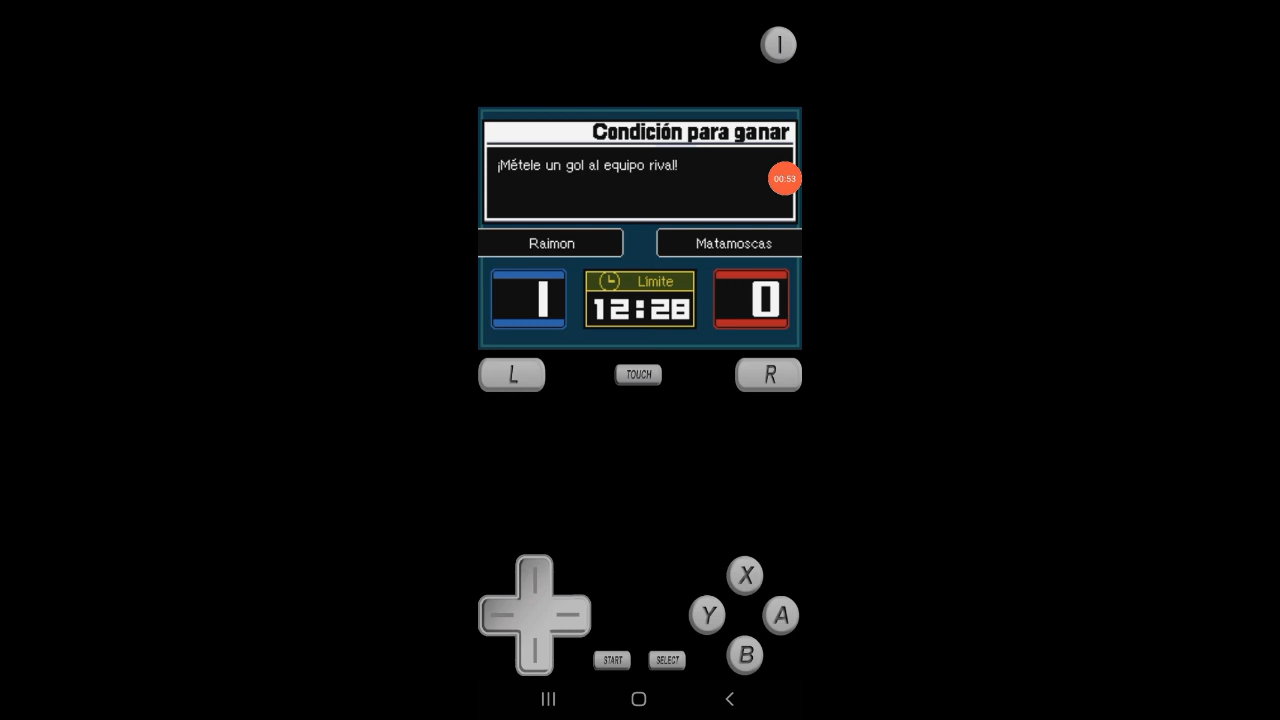 Condición para ganar
¡Métele un gol al equipo rival!
00:53
Raimon
Matamoscas
1
Límite
12:28
0
L
TOUCH
R
X
Y
A
B
START
SELECT